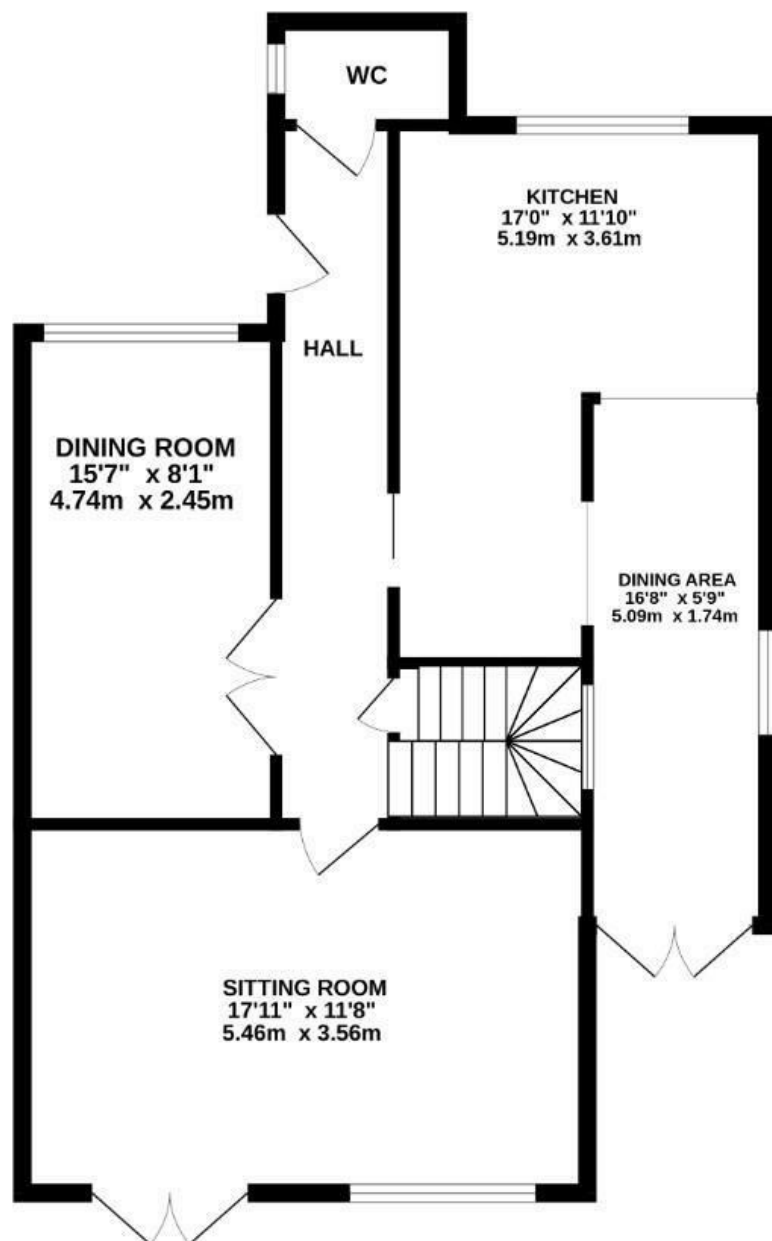 WC
KITCHEN
17'0" x 11'10"
5.19m x 3.61m
HALL
DINING ROOM
15'7" x 8'1"
4.74m x 2.45m
DINING AREA
16'8" x 5'9"
5.09m x 1.74m
SITTING ROOM
17'11" x 11'8"
5.46m x 3.56m